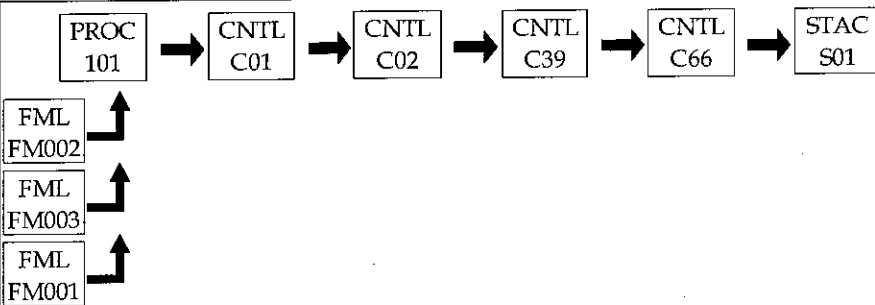 PROC
101
CNTL
C01
CNTL
C02
CNTL
C39
CNTL
C66
STAC
S01
FML
FM002
FML
FM003
FML
FM001